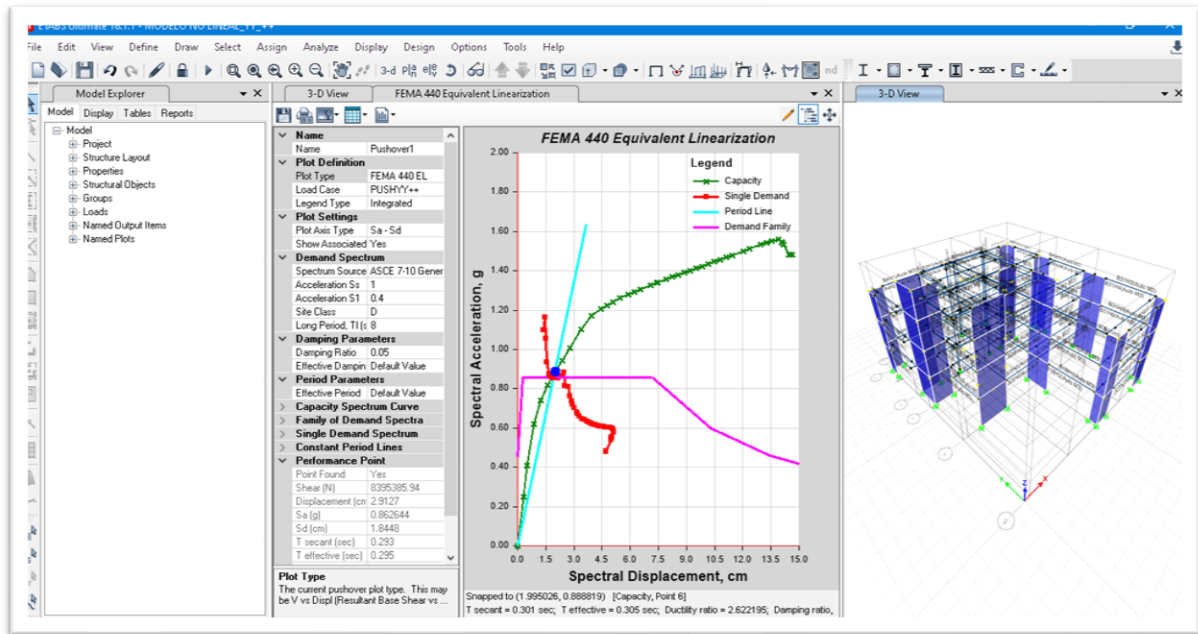 ETABS Ultimate 18.1.1 - MODELO NO LINEAL_YY_++
File Edit View Define Draw Select Assign Analyze Display Design Options Tools Help
3-d
nd
Model Explorer
Model Display Tables Reports
Model
Project
Structure Layout
Properties
Structural Objects
Groups
Loads
Named Output Items
Named Plots
3-D View
FEMA 440 Equivalent Linearization
Name
Name Pushover1
Plot Definition
Plot Type FEMA 440 EL
Load Case PUSHYY++
Legend Type Integrated
Plot Settings
Plot Axis Type Sa - Sd
Show Associated Yes
Demand Spectrum
Spectrum Source ASCE 7-10 Gener
Acceleration Ss 1
Acceleration S1 0.4
Site Class D
Long Period, Tl (s 8
Damping Parameters
Damping Ratio 0.05
Effective Dampin Default Value
Period Parameters
Effective Period Default Value
Capacity Spectrum Curve
Family of Demand Spectra
Single Demand Spectrum
Constant Period Lines
Performance Point
Point Found Yes
Shear (N) 8395385.94
Displacement (cm 2.9127
Sa (g) 0.862644
Sd (cm) 1.8448
T secant (sec) 0.293
T effective (sec) 0.295
Plot Type
The current pushover plot type. This may
be V vs Displ (Resultant Base Shear vs ...
FEMA 440 Equivalent Linearization
Legend
Capacity
Single Demand
Period Line
Demand Family
Spectral Acceleration, g
2.00
1.80
1.60
1.40
1.20
1.00
0.80
0.60
0.40
0.20
0.00
0.0 1.5 3.0 4.5 6.0 7.5 9.0 10.5 12.0 13.5 15.0
Spectral Displacement, cm
Snapped to (1.995026, 0.888819) [Capacity, Point 6]
T secant = 0.301 sec; T effective = 0.305 sec; Ductility ratio = 2.622195; Damping ratio,
3-D View
Z
X
Y
F